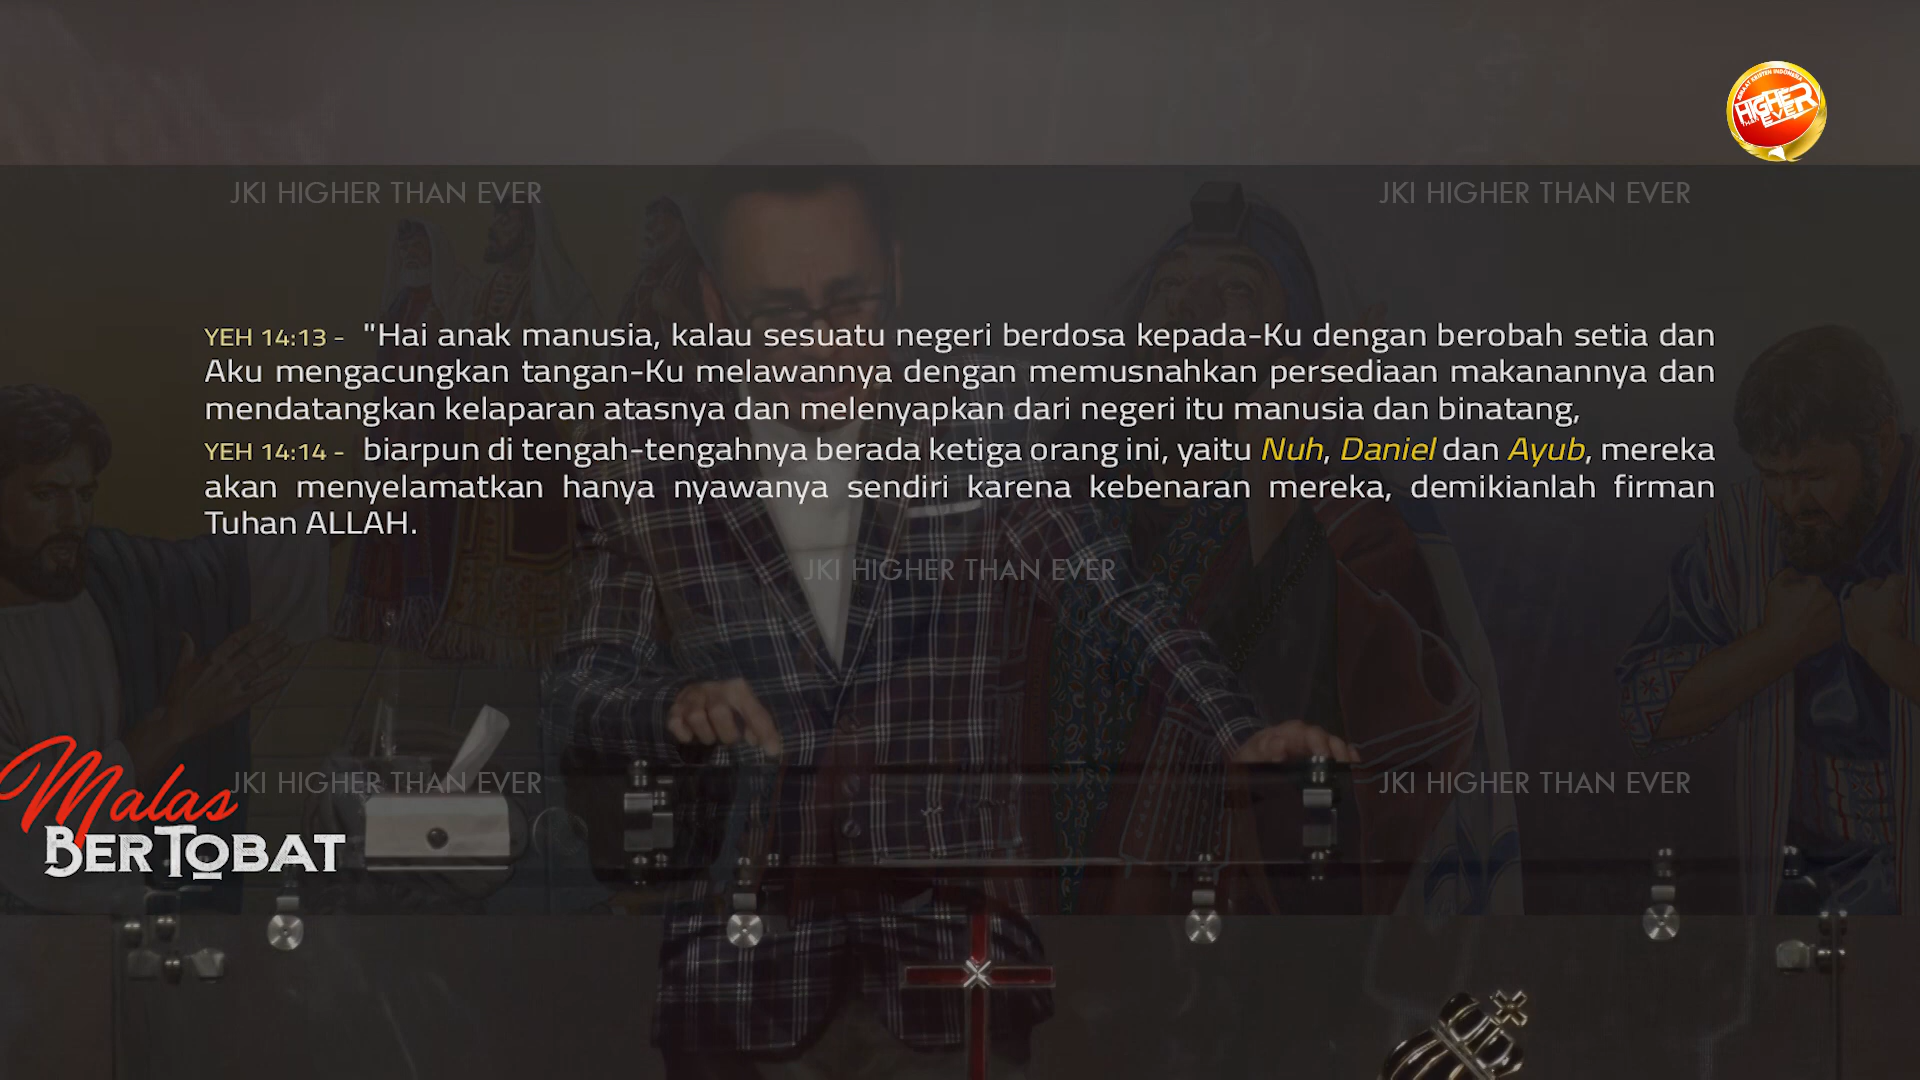 JEMAAT KRISTEN INDONESIA
HIGHER
THAN EVER
JKI HIGHER THAN EVER
JKI HIGHER THAN EVER
YEH 14:13 - "Hai anak manusia, kalau sesuatu negeri berdosa kepada-Ku dengan berobah setia dan
Aku mengacungkan tangan-Ku melawannya dengan memusnahkan persediaan makanannya dan
mendatangkan kelaparan atasnya dan melenyapkan dari negeri itu manusia dan binatang,
YEH 14:14 - biarpun di tengah-tengahnya berada ketiga orang ini, yaitu Nuh, Daniel dan Ayub, mereka
akan menyelamatkan hanya nyawanya sendiri karena kebenaran mereka, demikianlah firman
Tuhan ALLAH.
JKI HIGHER THAN EVER
JKI HIGHER THAN EVER
JKI HIGHER THAN EVER
Malas
BERTOBAT